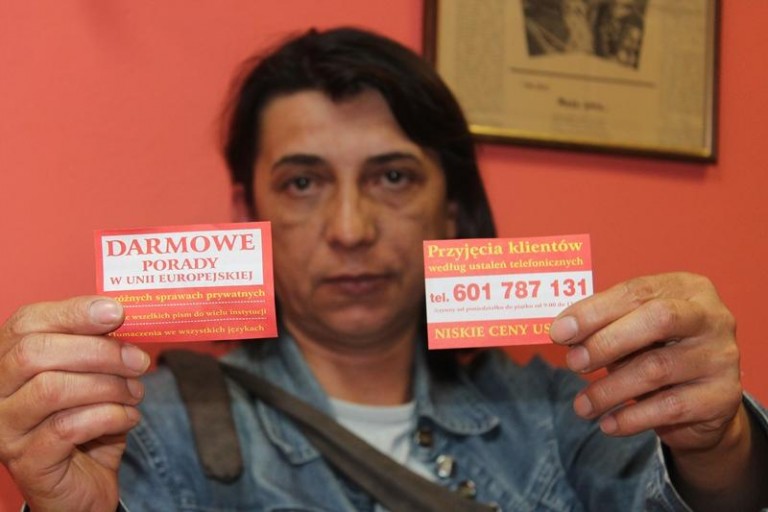 DARMOWE
PORADY
W UNII EUROPEJSKIEJ
różnych sprawach prywatnych
wszelkich pism do wielu instytucji
tłumaczenia we wszystkich językach
Przyjęcia klientów
według ustaleń telefonicznych
tel. 601 787 131
NISKIE CENY